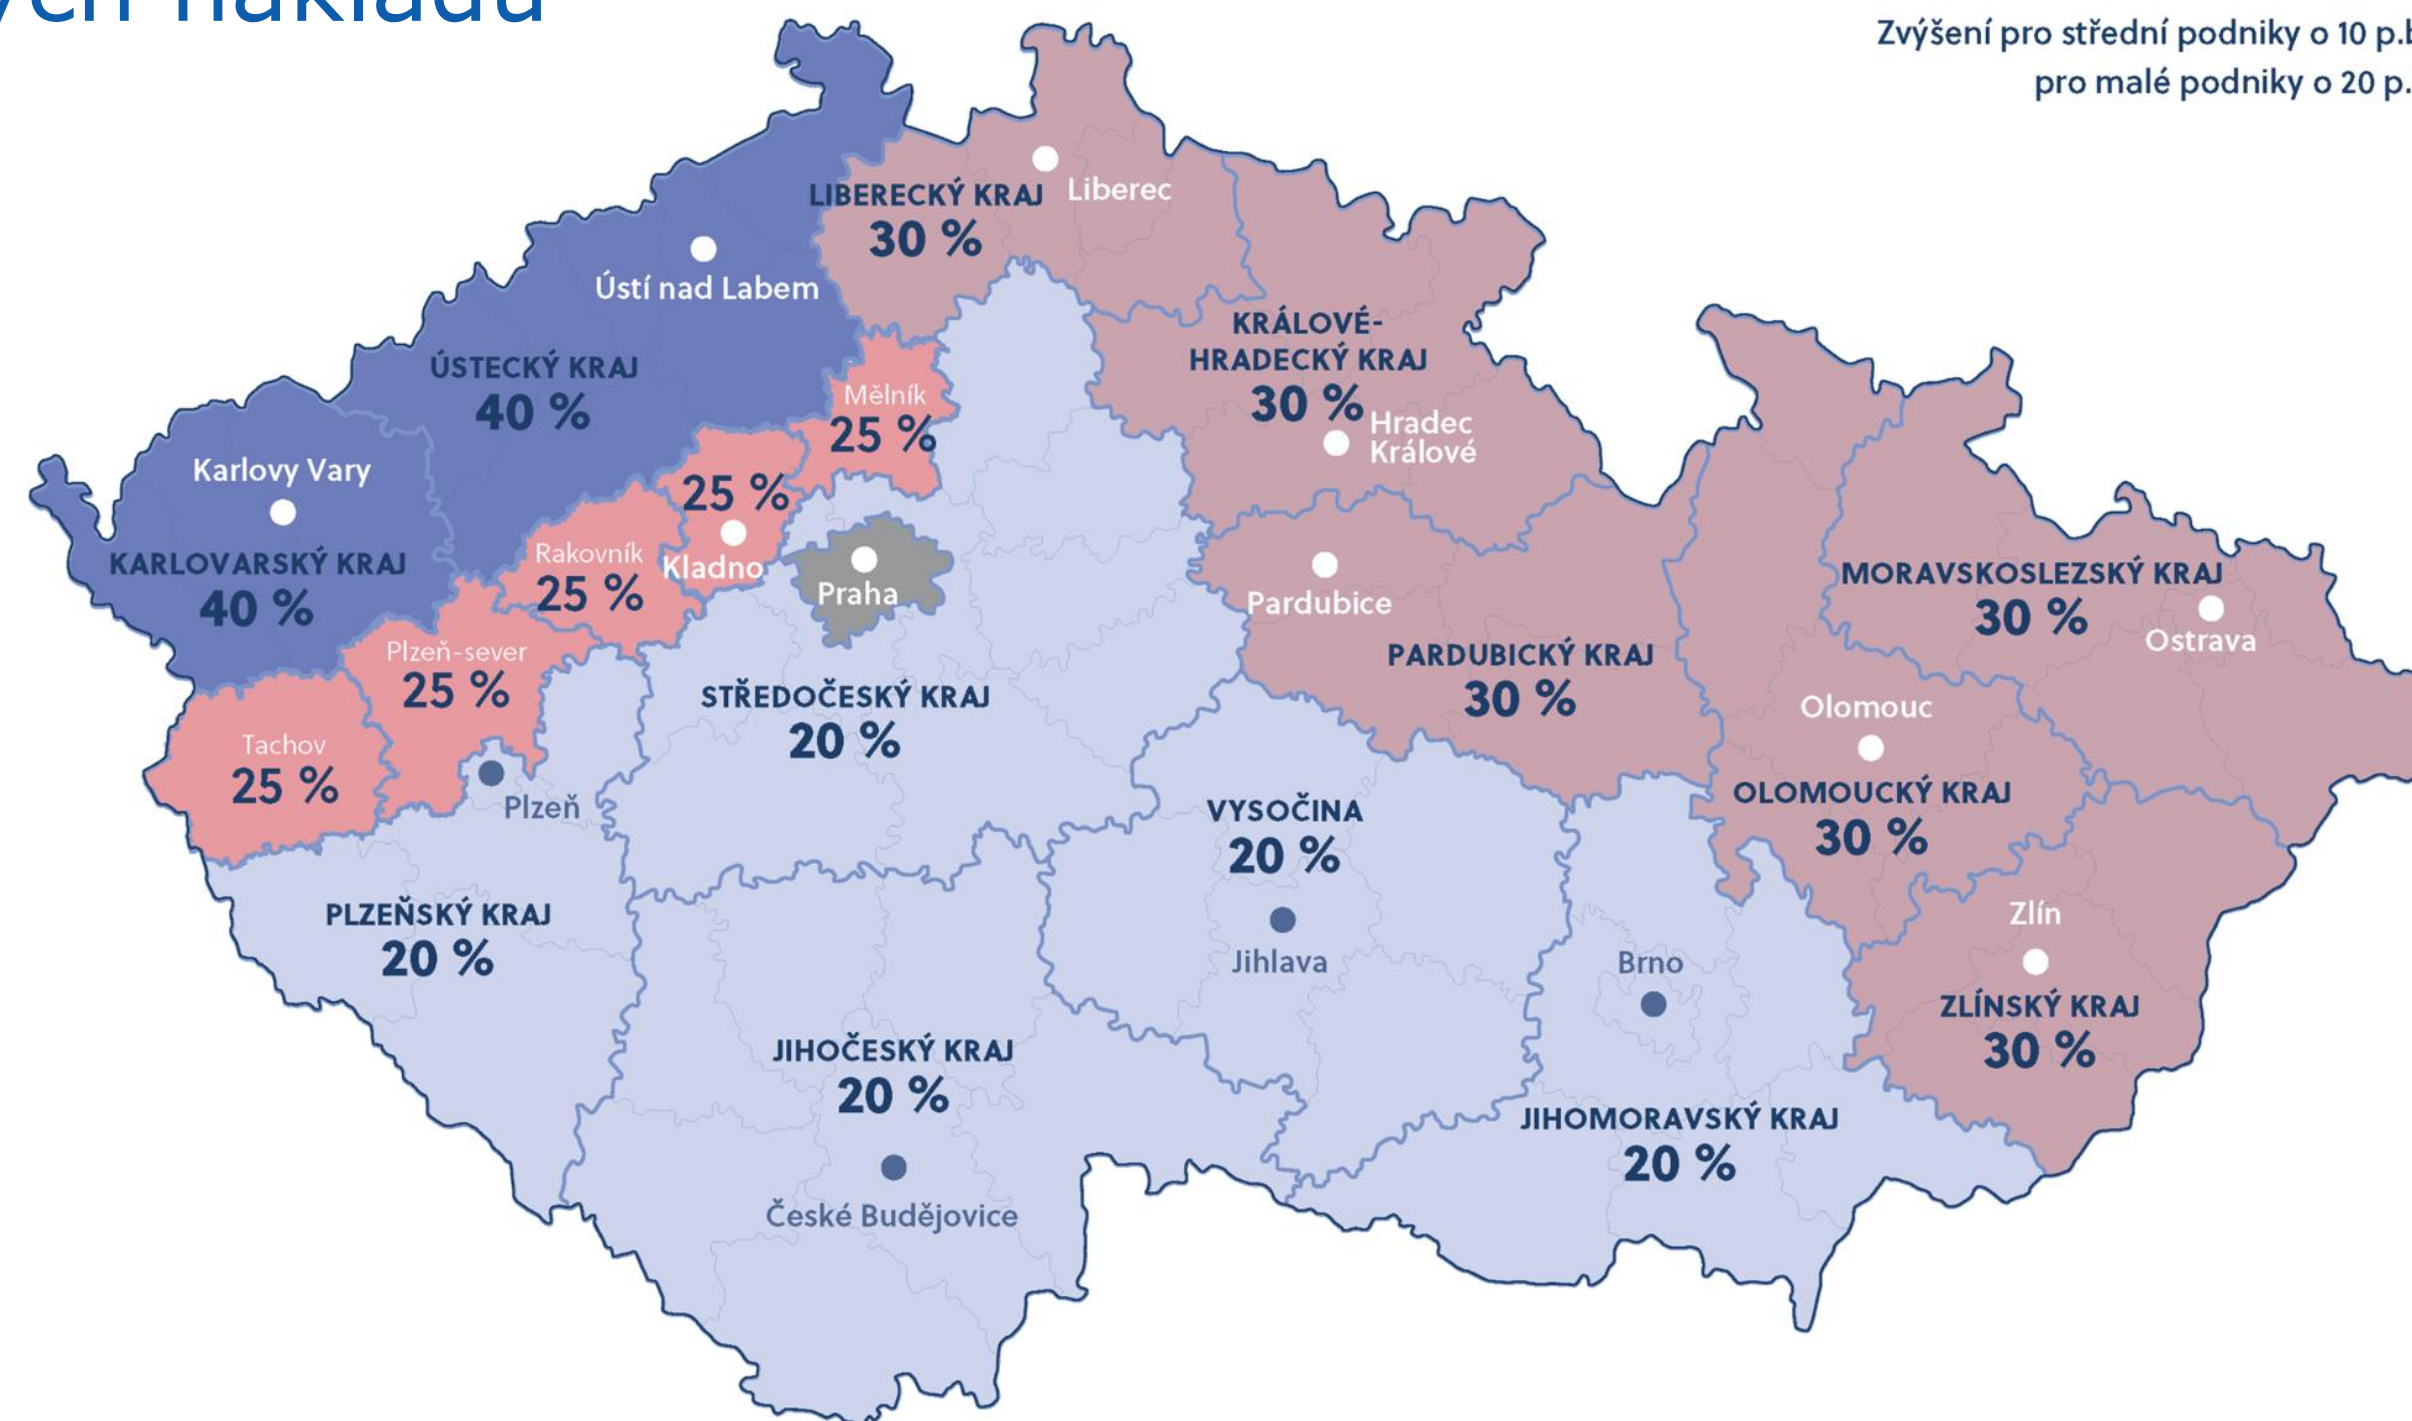 nákladů
Zvýšení pro střední podniky o 10 p.b
pro malé podniky o 20 p.
Liberec
LIBERECKÝ KRAJ
30 %
Ústí nad Labem
ÚSTECKÝ KRAJ
40 %
KRÁLOVÉ-
HRADECKÝ KRAJ
30 %
Hradec
Králové
Mělník
25 %
Karlovy Vary
KARLOVARSKÝ KRAJ
40 %
25 %
Kladno
Rakovník
25 %
Praha
Pardubice
PARDUBICKÝ KRAJ
30 %
MORAVSKOSLEZSKÝ KRAJ
30 %
Ostrava
Plzeň-sever
25 %
STŘEDOČESKÝ KRAJ
20 %
Olomouc
OLOMOUCKÝ KRAJ
30 %
Tachov
25 %
Plzeň
VYSOČINA
20 %
Jihlava
PLZEŇSKÝ KRAJ
20 %
Brno
Zlín
ZLÍNSKÝ KRAJ
30 %
JIHOČESKÝ KRAJ
20 %
České Budějovice
JIHOMORAVSKÝ KRAJ
20 %